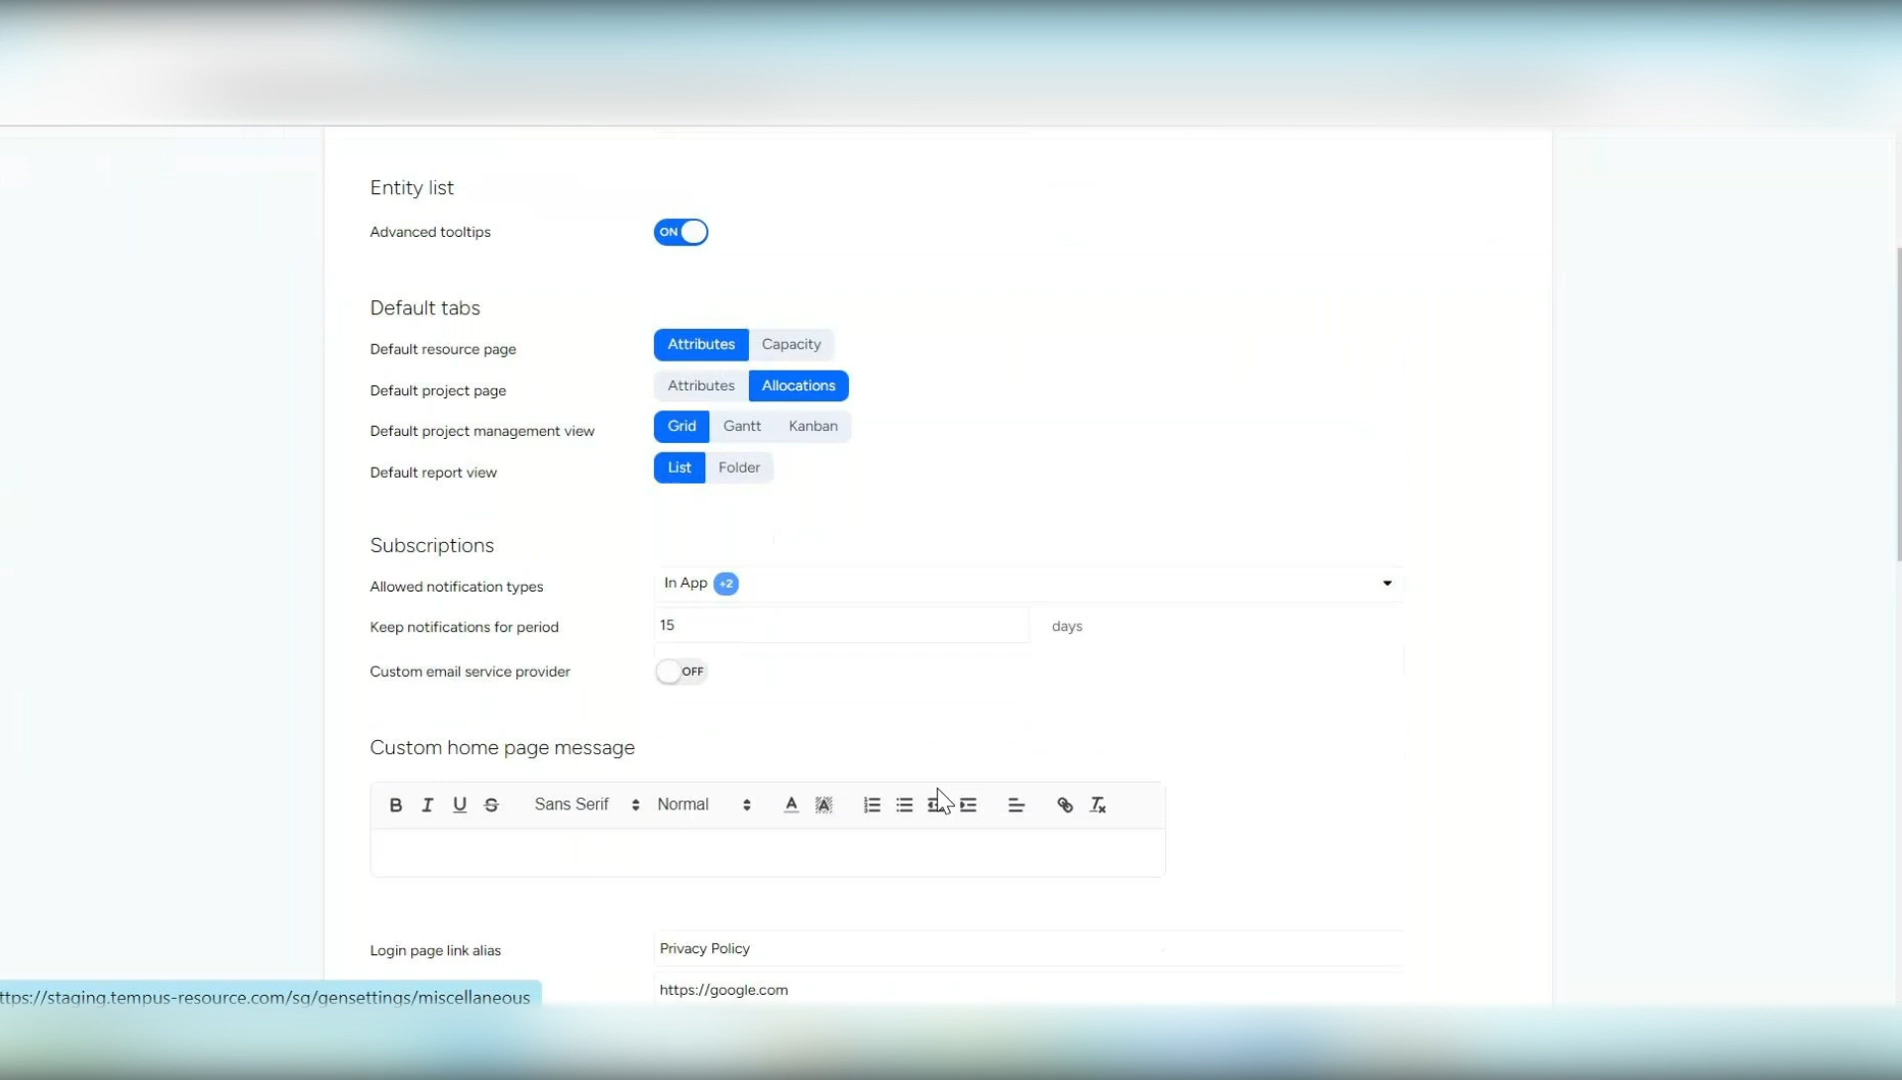 Entity list
Advanced tooltips ON
Default tabs
Default resource page Attributes Capacity
Default project page Attributes Allocations
Default project management view Grid Gantt Kanban
Default report view List Folder
Subscriptions
Allowed notification types In App +2
Keep notifications for period 15 days
Custom email service provider OFF
Custom home page message
B I U S Sans Serif Normal A A
Login page link alias Privacy Policy
https://google.com
ttps://staging.tempus-resource.com/sg/gensettings/miscellaneous